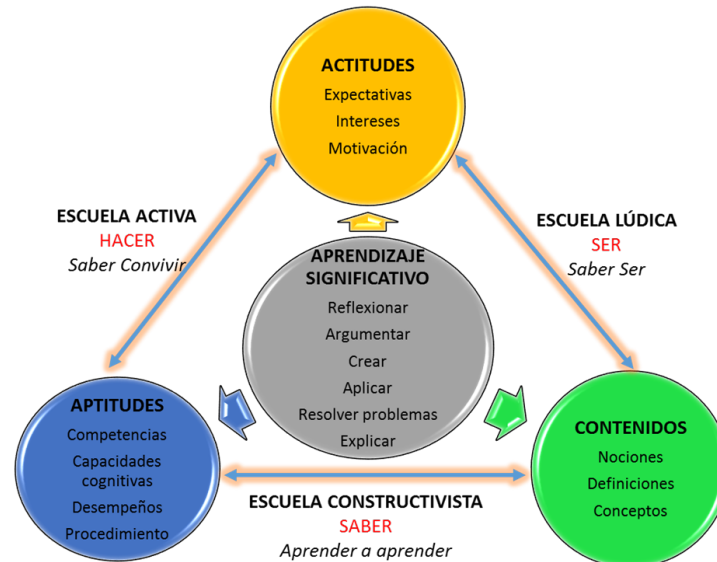 ACTITUDES
Expectativas
Intereses
Motivación
ESCUELA ACTIVA
HACER
Saber Convivir
ESCUELA LÚDICA
SER
Saber Ser
APRENDIZAJE
SIGNIFICATIVO
Reflexionar
Argumentar
Crear
Aplicar
Resolver problemas
Explicar
APTITUDES
Competencias
Capacidades
cognitivas
Desempeños
Procedimiento
CONTENIDOS
Nociones
Definiciones
Conceptos
ESCUELA CONSTRUCTIVISTA
SABER
Aprender a aprender